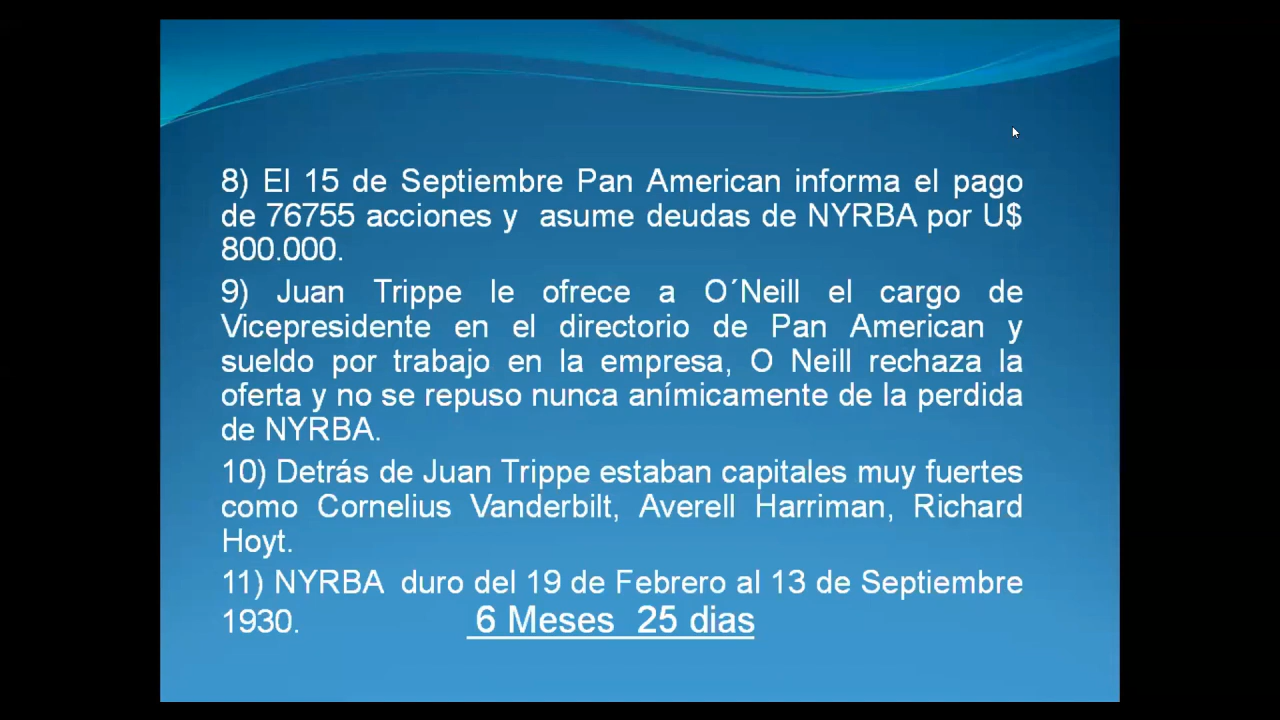 8) El 15 de Septiembre Pan American informa el pago
de 76755 acciones y asume deudas de NYRBA por U$
800.000.
9) Juan Trippe le ofrece a O´Neill el cargo de
Vicepresidente en el directorio de Pan American y
sueldo por trabajo en la empresa, O Neill rechaza la
oferta y no se repuso nunca anímicamente de la perdida
de NYRBA.
10) Detrás de Juan Trippe estaban capitales muy fuertes
como Cornelius Vanderbilt, Averell Harriman, Richard
Hoyt.
11) NYRBA duro del 19 de Febrero al 13 de Septiembre
1930. 6 Meses 25 dias